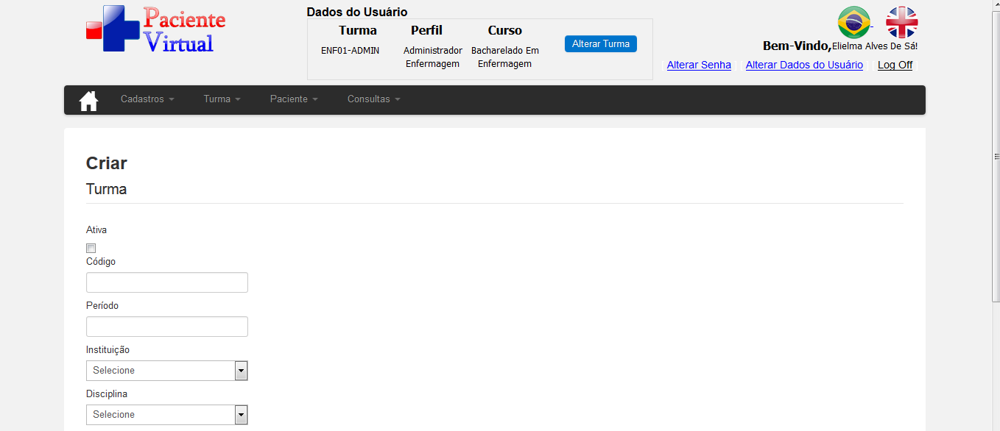 Paciente
Virtual
Dados do Usuário
Turma Perfil Curso
ENF01-ADMIN Administrador Enfermagem Bacharelado Em Enfermagem
Alterar Turma
Bem-Vindo,Elielma Alves De Sá!
[ Alterar Senha ] [ Alterar Dados do Usuário ] [ Log Off ]
Cadastros Turma Paciente Consultas
Criar
Turma
Ativa
Código
Período
Instituição
Selecione
Disciplina
Selecione